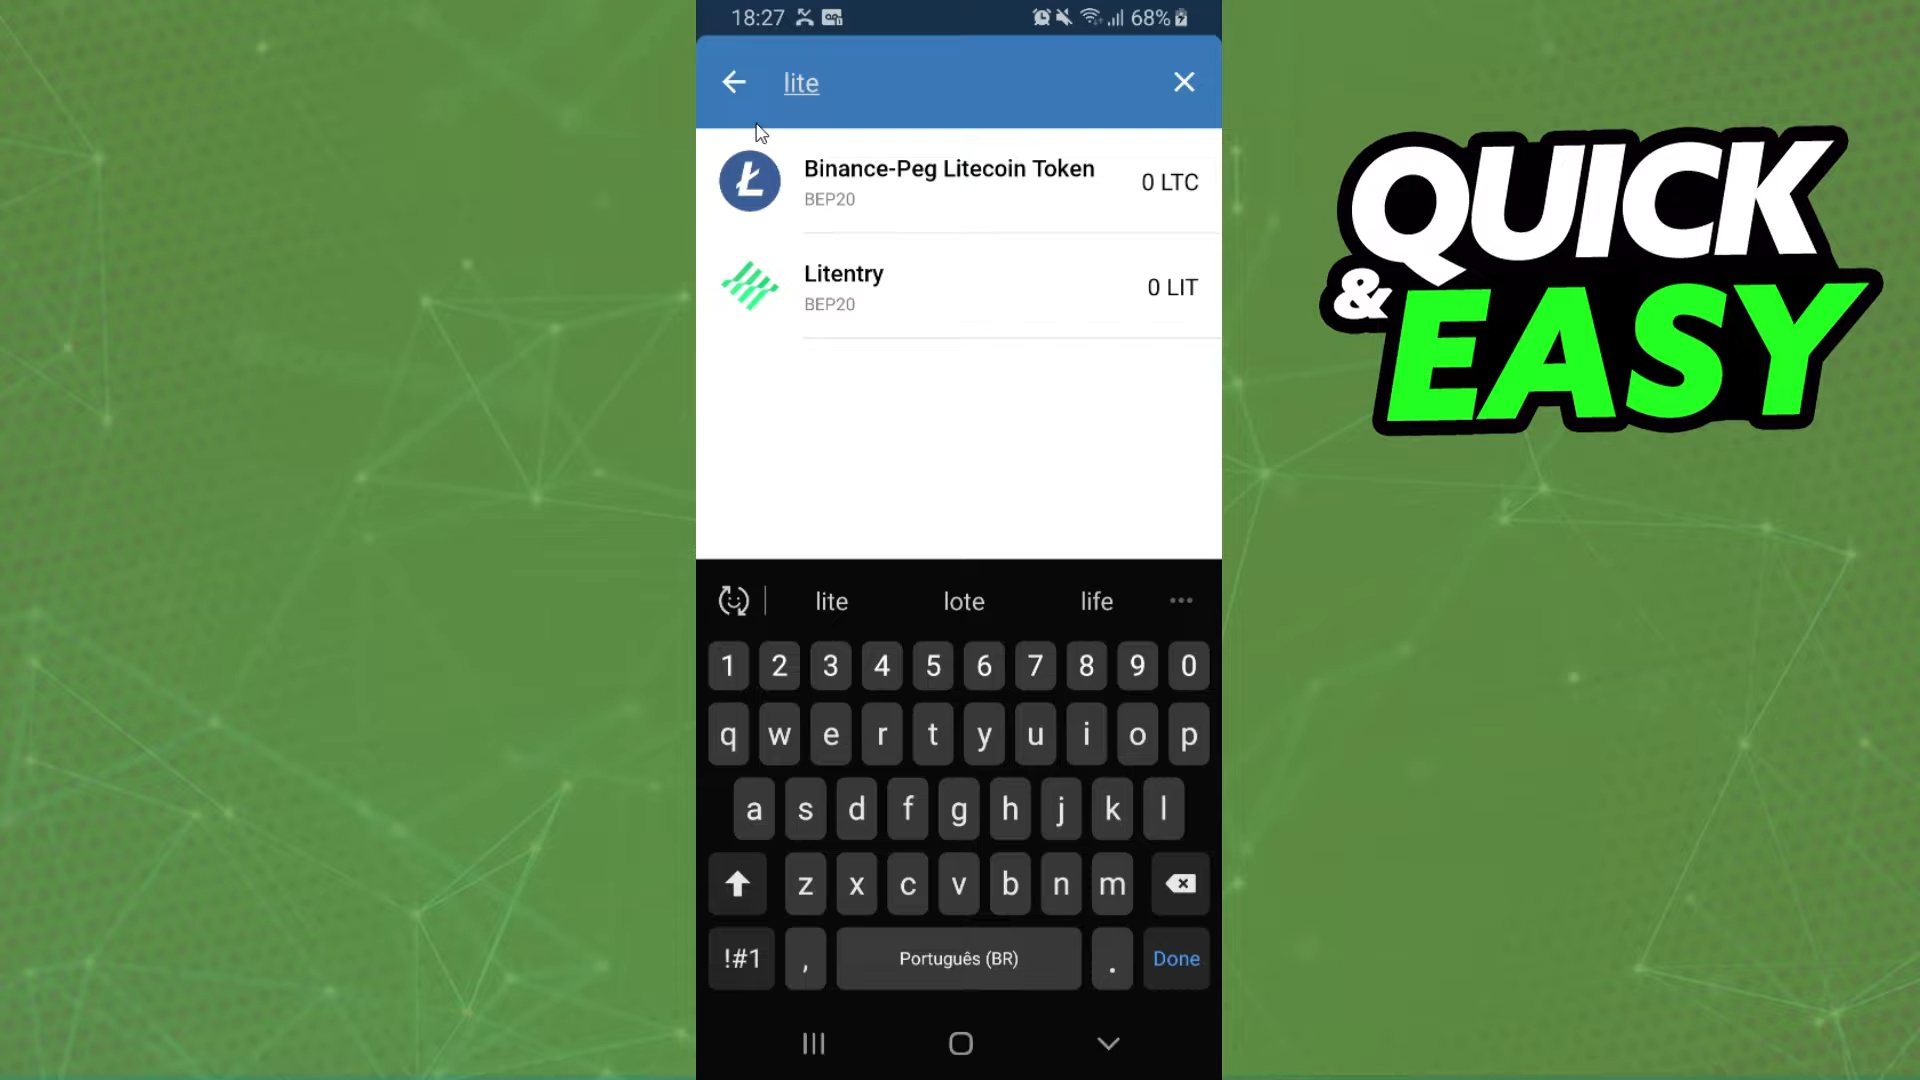 18:27
68%
lite
Binance-Peg Litecoin Token
BEP20
0 LTC
Litentry
BEP20
0 LIT
QUICK
& EASY
lite lote life ...
1 2 3 4 5 6 7 8 9 0
q w e r t y u i o p
a s d f g h j k l
z x c v b n m
!#1 , Português (BR) . Done